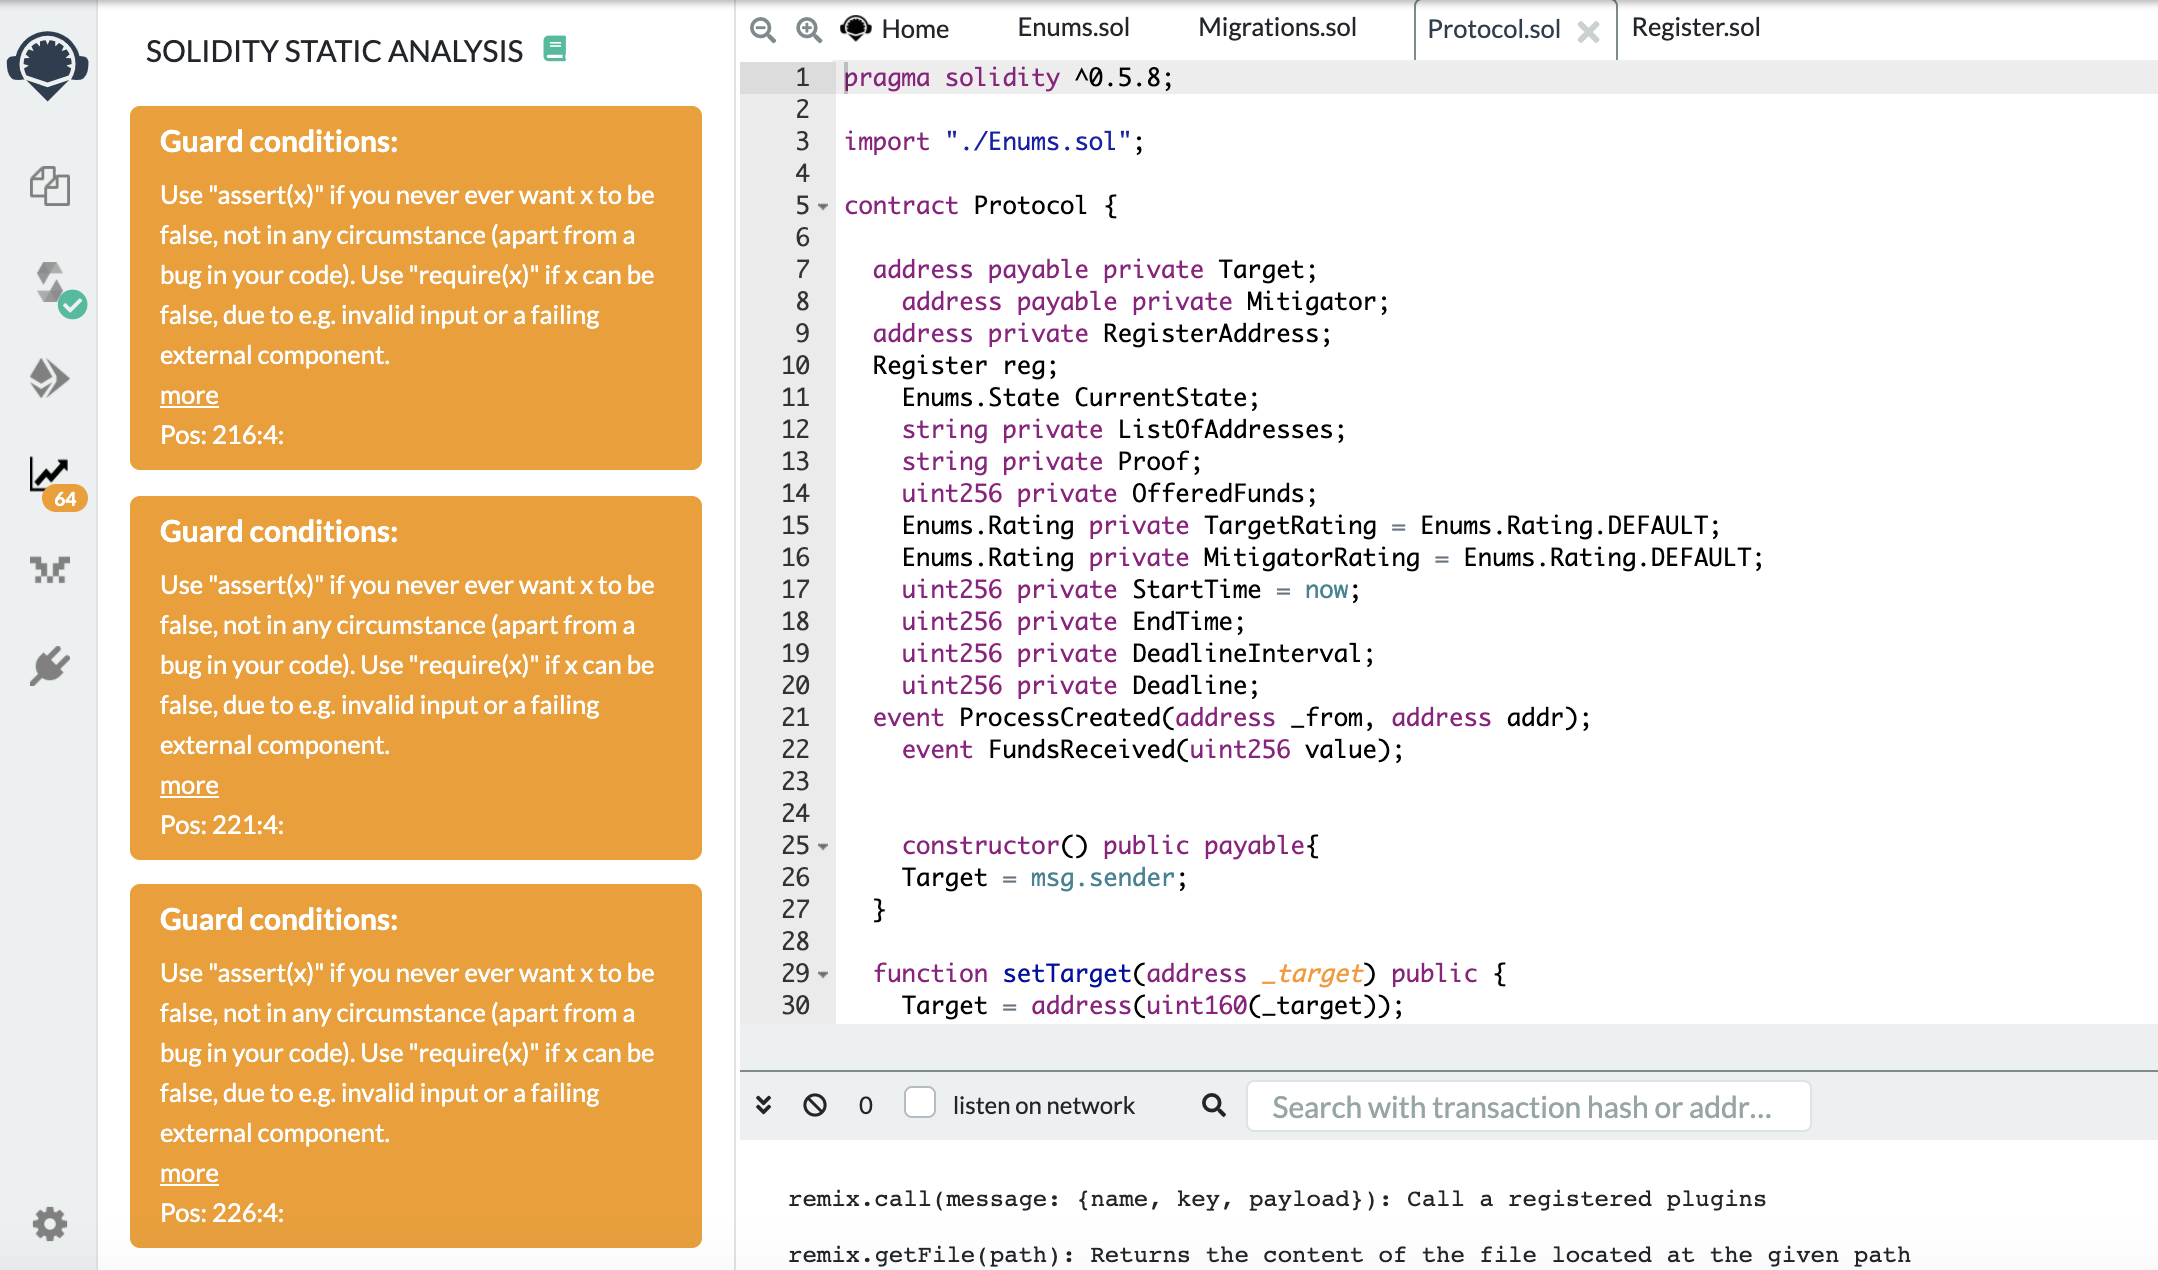 SOLIDITY STATIC ANALYSIS
Guard conditions:
Use "assert(x)" if you never ever want x to be
false, not in any circumstance (apart from a
bug in your code). Use "require(x)" if x can be
false, due to e.g. invalid input or a failing
external component.
more
Pos: 216:4:
Guard conditions:
Use "assert(x)" if you never ever want x to be
false, not in any circumstance (apart from a
bug in your code). Use "require(x)" if x can be
false, due to e.g. invalid input or a failing
external component.
more
Pos: 221:4:
Guard conditions:
Use "assert(x)" if you never ever want x to be
false, not in any circumstance (apart from a
bug in your code). Use "require(x)" if x can be
false, due to e.g. invalid input or a failing
external component.
more
Pos: 226:4:
64
Home Enums.sol Migrations.sol Protocol.sol Register.sol
1 pragma solidity ^0.5.8;
2
3 import "./Enums.sol";
4
5 contract Protocol {
6
7 address payable private Target;
8 address payable private Mitigator;
9 address private RegisterAddress;
10 Register reg;
11 Enums.State CurrentState;
12 string private ListOfAddresses;
13 string private Proof;
14 uint256 private OfferedFunds;
15 Enums.Rating private TargetRating = Enums.Rating.DEFAULT;
16 Enums.Rating private MitigatorRating = Enums.Rating.DEFAULT;
17 uint256 private StartTime = now;
18 uint256 private EndTime;
19 uint256 private DeadlineInterval;
20 uint256 private Deadline;
21 event ProcessCreated(address _from, address addr);
22 event FundsReceived(uint256 value);
23
24
25 constructor() public payable{
26 Target = msg.sender;
27 }
28
29 function setTarget(address _target) public {
30 Target = address(uint160(_target));
0 listen on network Search with transaction hash or addr...
remix.call(message: {name, key, payload}): Call a registered plugins
remix.getFile(path): Returns the content of the file located at the given path